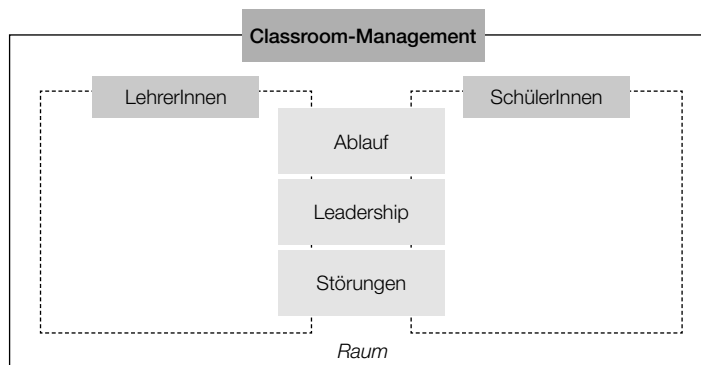 Classroom-Management
LehrerInnen
SchülerInnen
Ablauf
Leadership
Störungen
Raum